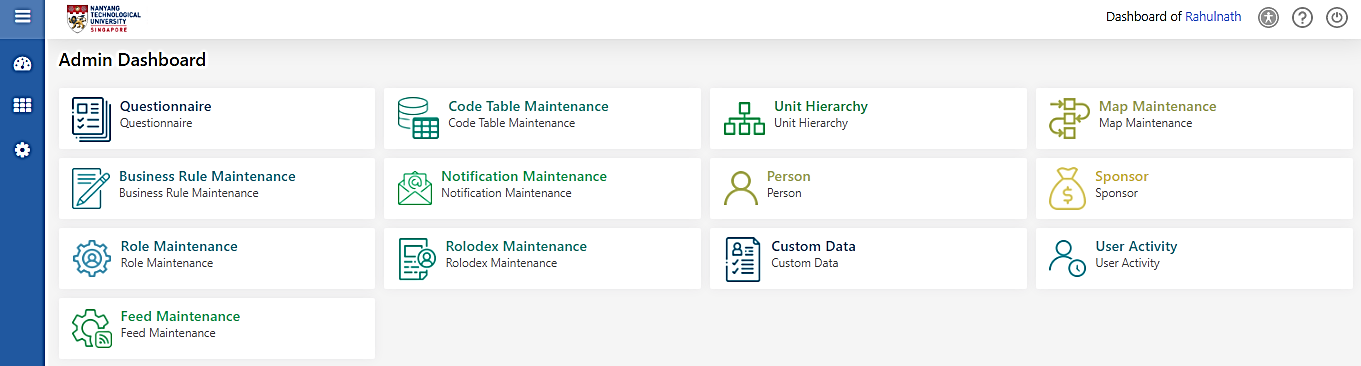 NANYANG
TECHNOLOGICAL
UNIVERSITY
SINGAPORE
Dashboard of Rahulnath
Admin Dashboard
Questionnaire
Questionnaire
Code Table Maintenance
Code Table Maintenance
Unit Hierarchy
Unit Hierarchy
Map Maintenance
Map Maintenance
Business Rule Maintenance
Business Rule Maintenance
Notification Maintenance
Notification Maintenance
Person
Person
Sponsor
Sponsor
Role Maintenance
Role Maintenance
Rolodex Maintenance
Rolodex Maintenance
Custom Data
Custom Data
User Activity
User Activity
Feed Maintenance
Feed Maintenance